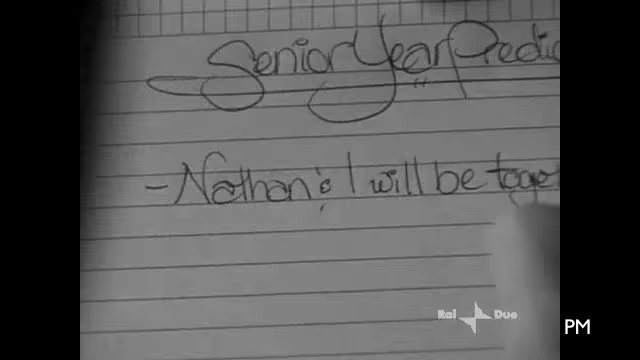 Senior Year Predic
- Nathan & I will be toge
Rai Due
PM